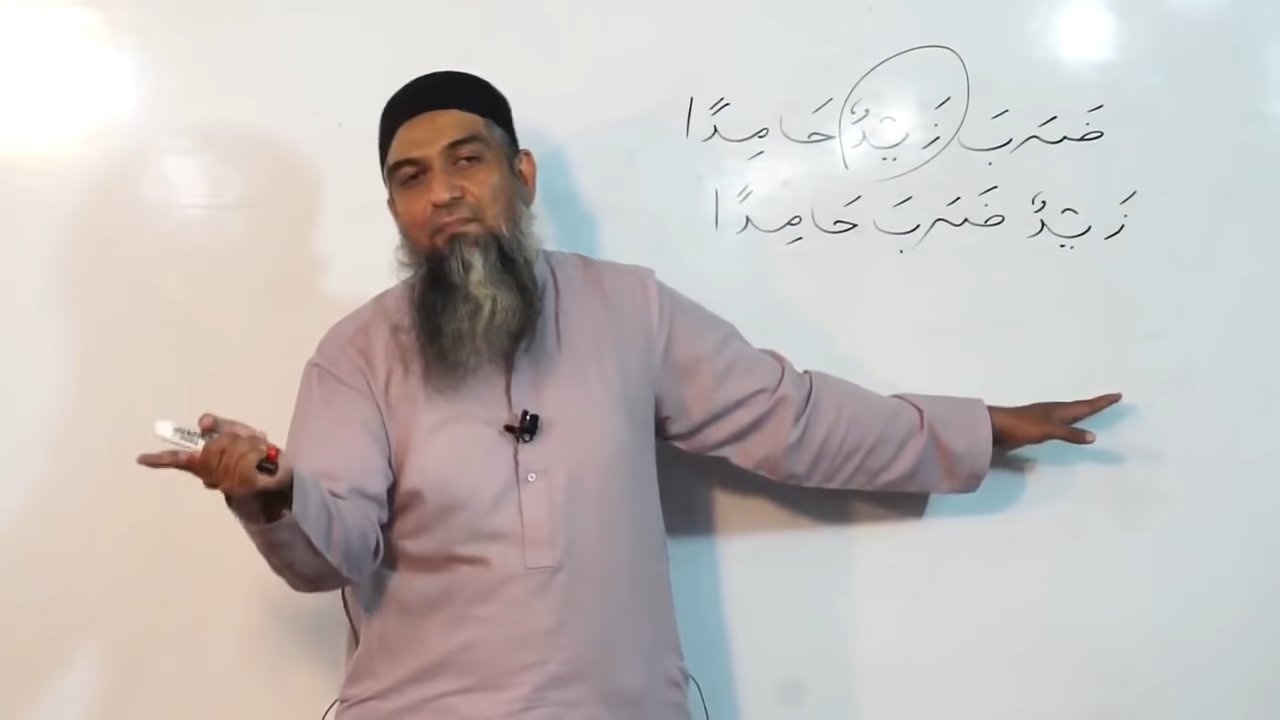 ضَرَبَ زَيْدٌ حَامِدًا
زَيْدٌ ضَرَبَ حَامِدًا